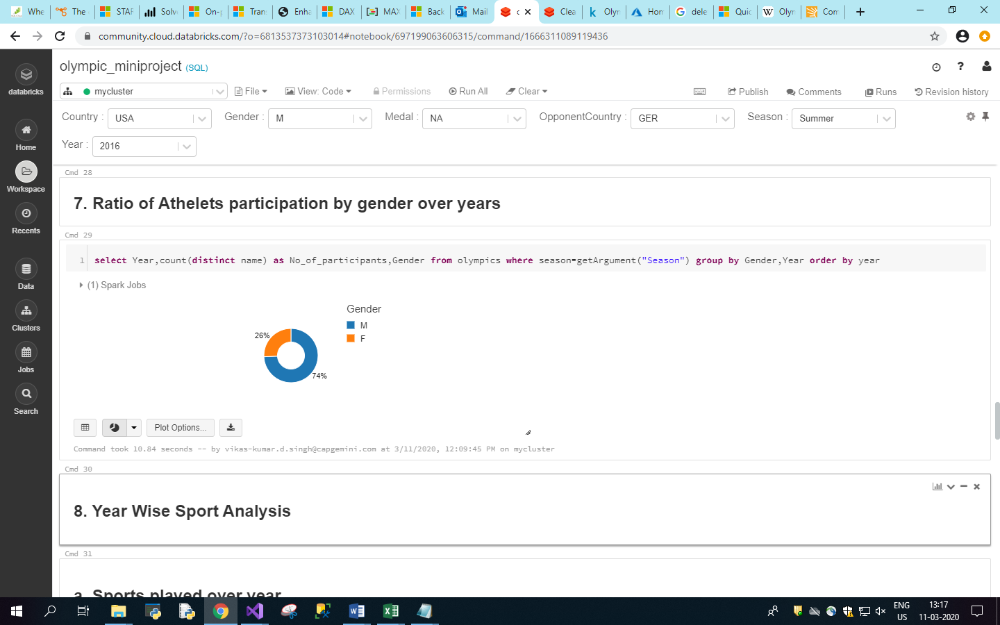 Whe
The
STAF
Solv
On-p
Tran
Enha
DAX
MAX
Back
Mail
Clea
Olyn
Hom
dele
Quic
Olyn
Com
community.cloud.databricks.com/?o=6813537373103014#notebook/697199063606315/command/1666311089119436
databricks
Home
Workspace
Recents
Data
Clusters
Jobs
Search
olympic_miniproject (SQL)
mycluster
File
View: Code
Permissions
Run All
Clear
Publish
Comments
Runs
Revision history
Country : USA
Gender : M
Medal : NA
OpponentCountry : GER
Season : Summer
Year : 2016
Cmd 28
7. Ratio of Athelets participation by gender over years
Cmd 29
1 select Year,count(distinct name) as No_of_participants,Gender from olympics where season=getArgument("Season") group by Gender,Year order by year
(1) Spark Jobs
Gender
M
F
26%
74%
Plot Options...
Command took 10.84 seconds -- by vikas-kumar.d.singh@capgemini.com at 3/11/2020, 12:09:45 PM on mycluster
Cmd 30
8. Year Wise Sport Analysis
Cmd 31
a. Sports played over year
ENG
US
13:17
11-03-2020